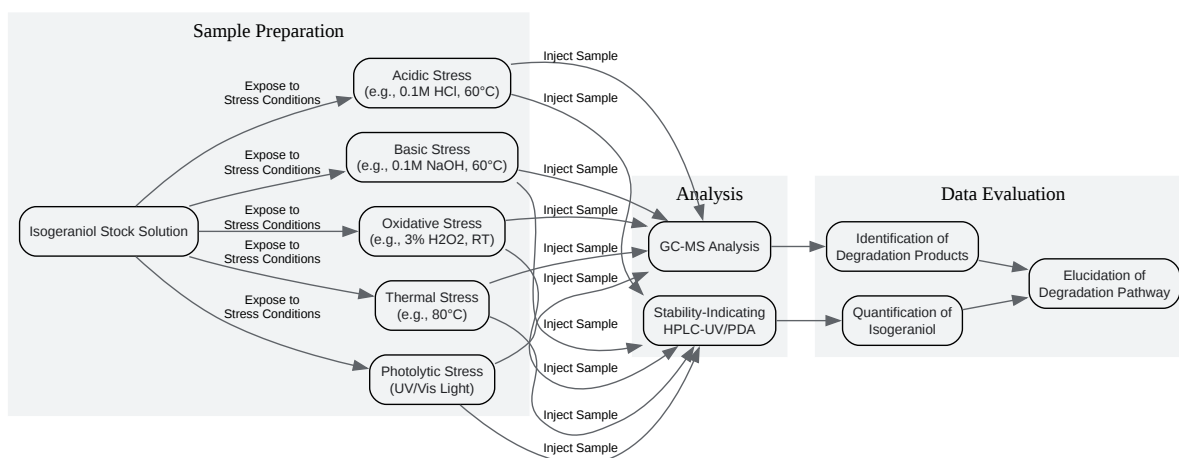 Sample Preparation
Isogeraniol Stock Solution
Expose to
Stress Conditions
Expose to
Stress Conditions
Expose to
Stress Conditions
Expose to
Stress Conditions
Expose to
Stress Conditions
Acidic Stress
(e.g., 0.1M HCl, 60°C)
Basic Stress
(e.g., 0.1M NaOH, 60°C)
Oxidative Stress
(e.g., 3% H2O2, RT)
Thermal Stress
(e.g., 80°C)
Photolytic Stress
(UV/Vis Light)
Inject Sample
Inject Sample
Inject Sample
Inject Sample
Inject Sample
Inject Sample
Inject Sample
Inject Sample
Inject Sample
Inject Sample
Analysis
GC-MS Analysis
Stability-Indicating
HPLC-UV/PDA
Data Evaluation
Identification of
Degradation Products
Quantification of
Isogeraniol
Elucidation of
Degradation Pathway